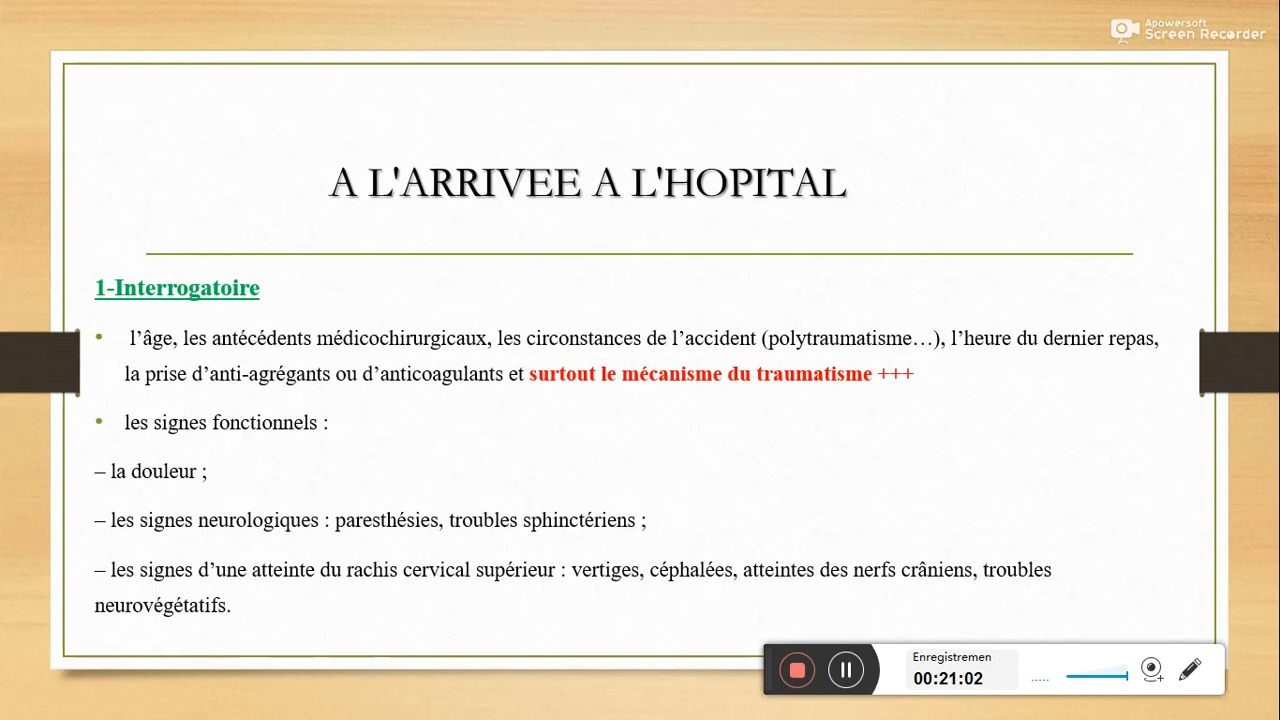 Apowersoft
Screen Recorder
A L'ARRIVEE A L'HOPITAL
1-Interrogatoire
• l’âge, les antécédents médicochirurgicaux, les circonstances de l’accident (polytraumatisme…), l’heure du dernier repas,
la prise d’anti-agrégants ou d’anticoagulants et surtout le mécanisme du traumatisme +++
• les signes fonctionnels :
– la douleur ;
– les signes neurologiques : paresthésies, troubles sphinctériens ;
– les signes d’une atteinte du rachis cervical supérieur : vertiges, céphalées, atteintes des nerfs crâniens, troubles
neurovégétatifs.
Enregistremen
00:21:02